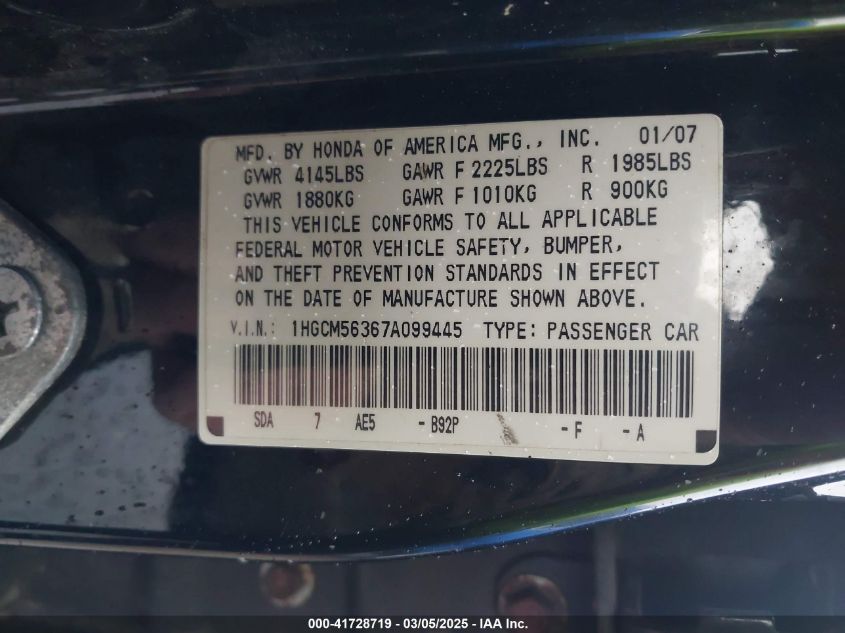 MFD. BY HONDA OF AMERICA MFG., INC. 01/07
GVWR 4145LBS GAWR F 2225LBS R 1985LBS
GVWR 1880KG GAWR F 1010KG R 900KG
THIS VEHICLE CONFORMS TO ALL APPLICABLE
FEDERAL MOTOR VEHICLE SAFETY, BUMPER,
AND THEFT PREVENTION STANDARDS IN EFFECT
ON THE DATE OF MANUFACTURE SHOWN ABOVE.
V.I.N.: 1HGCM56367A099445 TYPE: PASSENGER CAR
SDA 7 AE5 -B92P -F -A
000-41728719 - 03/05/2025 - IAA Inc.